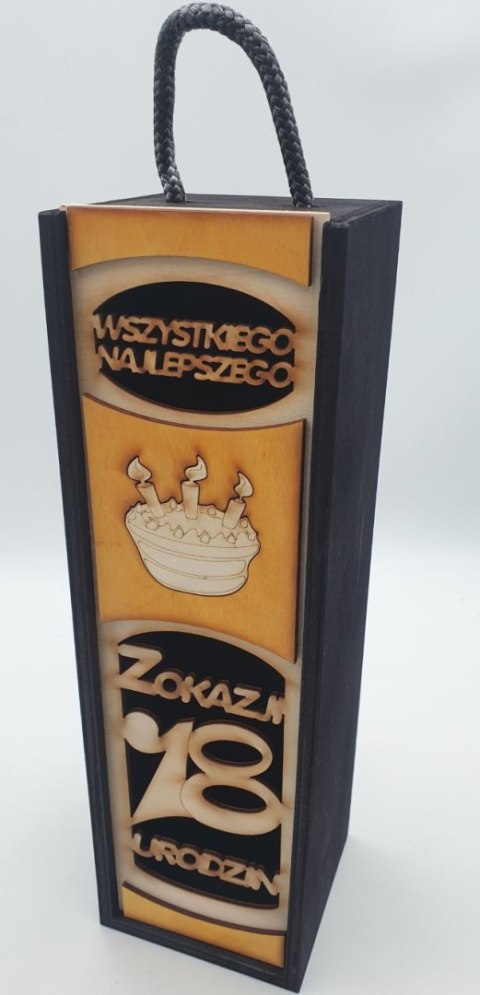 WSZYSTKIEGO
NAJLEPSZEGO
Z OKAZJI
18
URODZIN